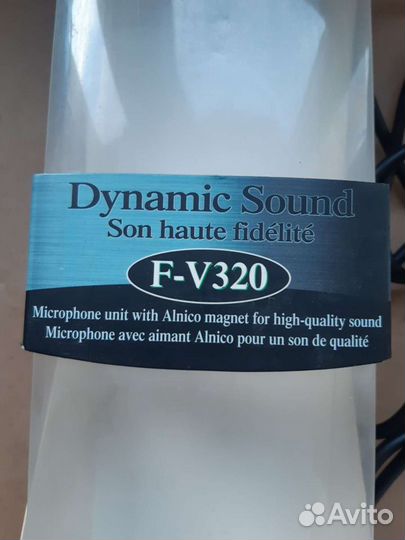 Dynamic Sound
Son haute fidélité
F-V320
Microphone unit with Alnico magnet for high-quality sound
Microphone avec aimant Alnico pour un son de qualité
Avito